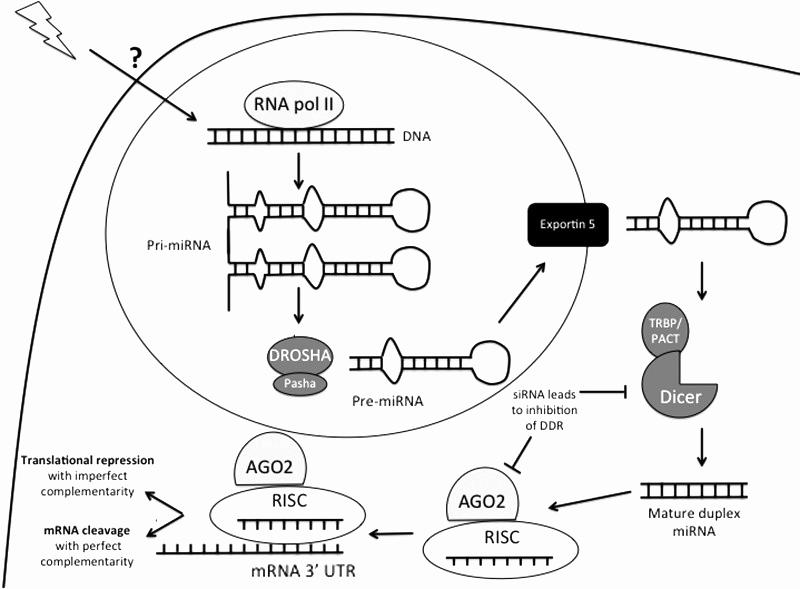 ?
RNA pol II
DNA
Pri-miRNA
Exportin 5
DROSHA
Pasha
Pre-miRNA
TRBP/
PACT
Dicer
siRNA leads
to inhibition
of DDR
Mature duplex
miRNA
AGO2
RISC
AGO2
RISC
mRNA 3’ UTR
Translational repression
with imperfect
complementarity
mRNA cleavage
with perfect
complementarity